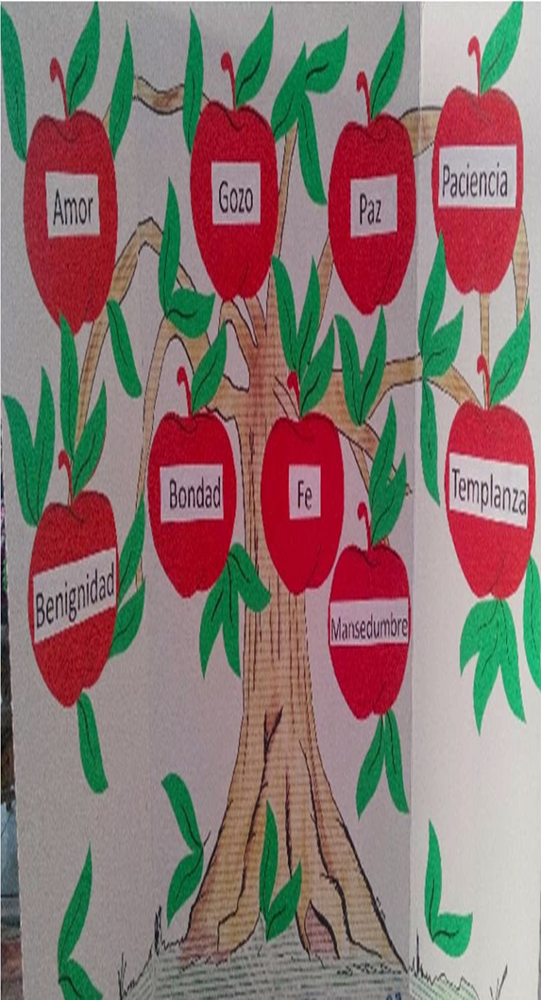 Amor
Gozo
Paz
Paciencia
Benignidad
Bondad
Fe
Mansedumbre
Templanza